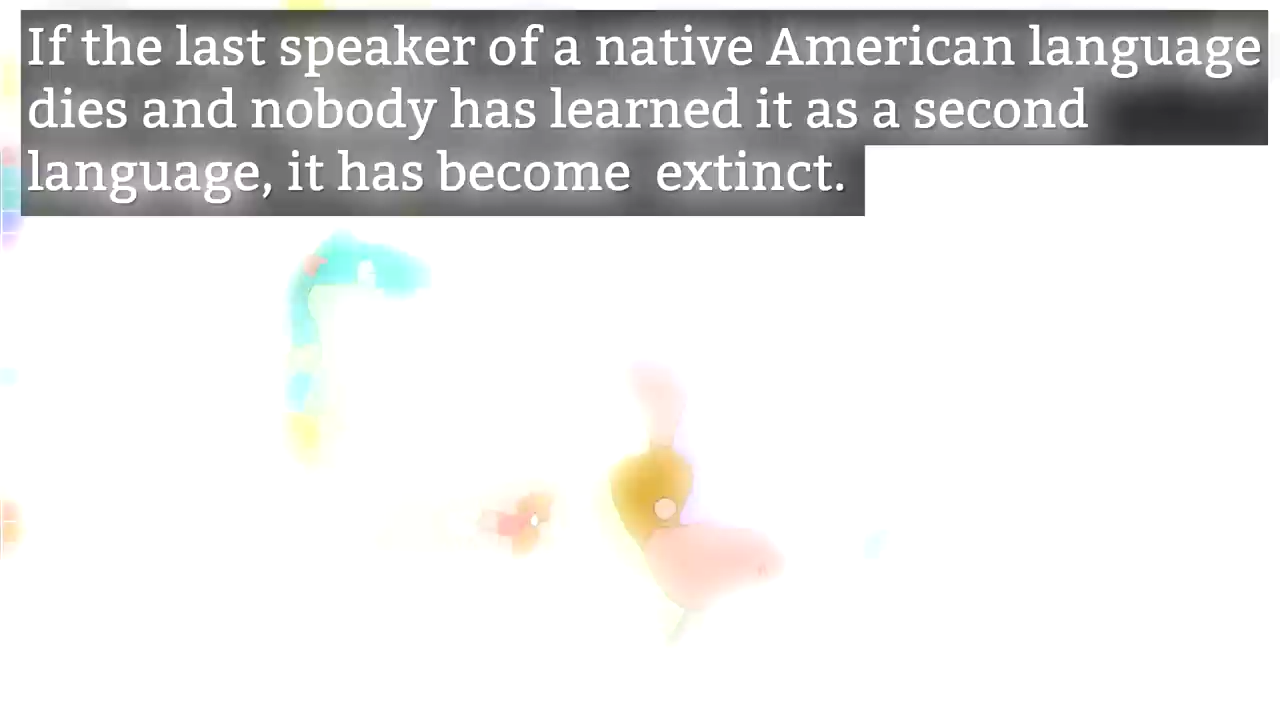 If the last speaker of a native American language
dies and nobody has learned it as a second
language, it has become  extinct.